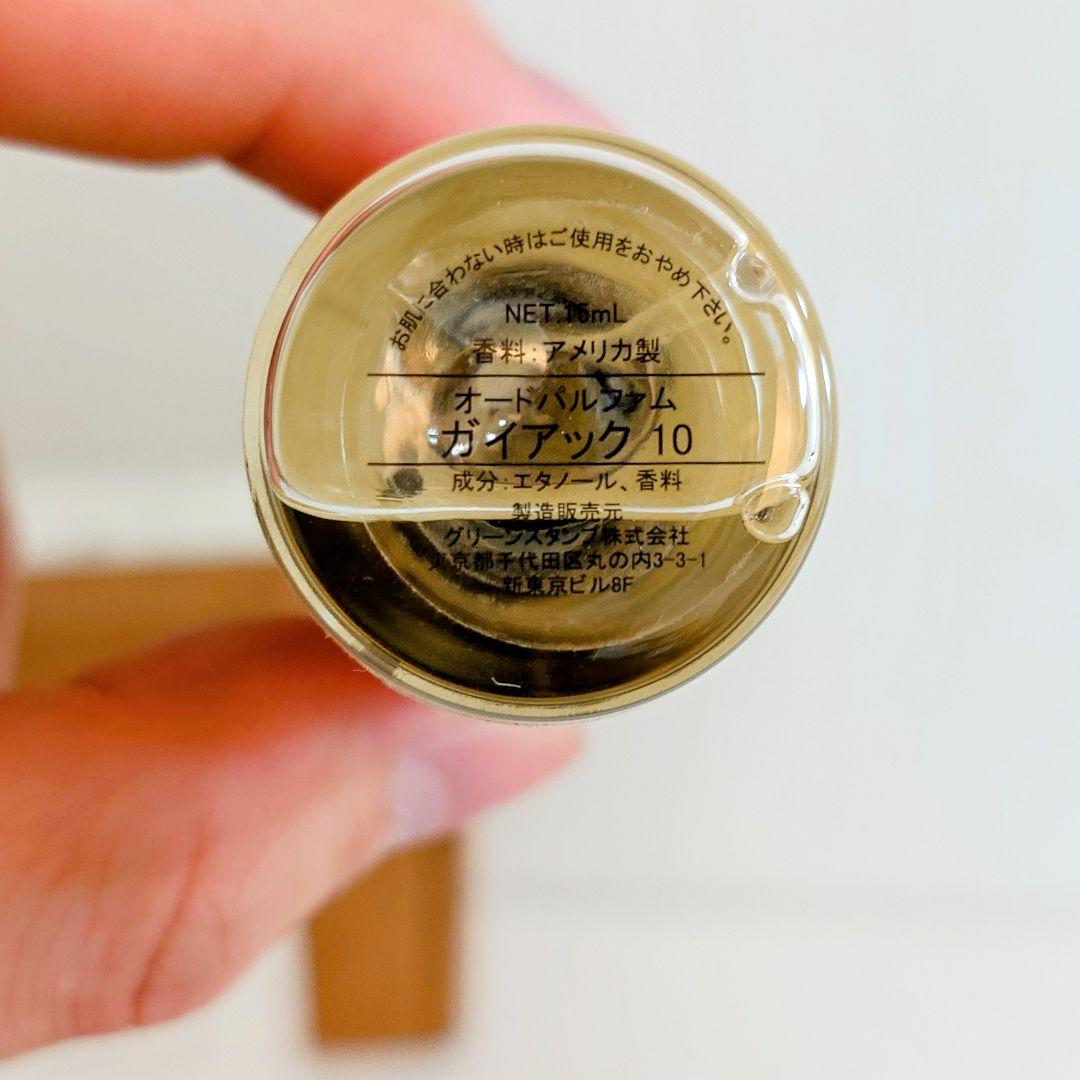 お肌に合わない時はご使用をおやめ下さい。
NET.15mL
香料:アメリカ製
オードパルファム
ガイアック 10
成分:エタノール、香料
製造販売元
グリーンスタンプ株式会社
東京都千代田区丸の内3-3-1
新東京ビル8F